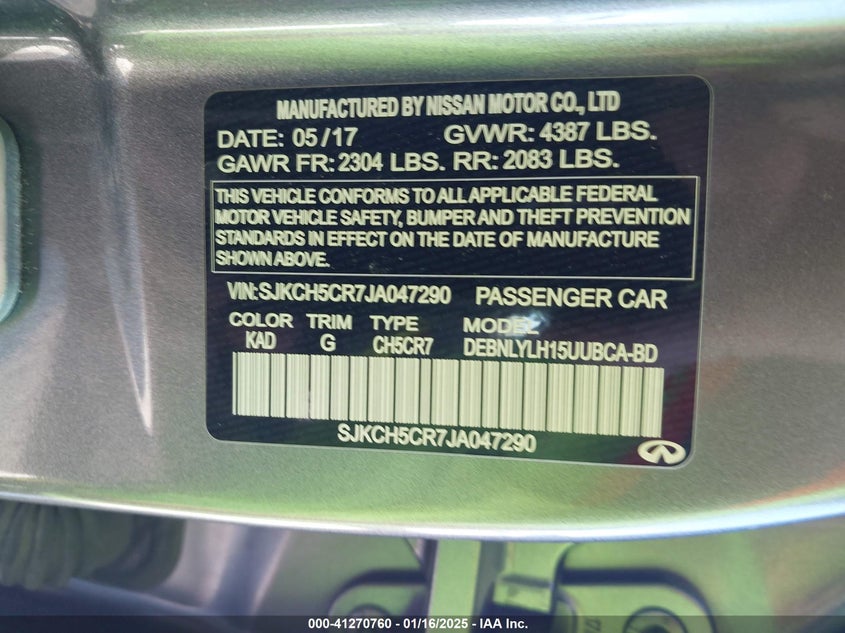 MANUFACTURED BY NISSAN MOTOR CO., LTD
DATE: 05/17 GVWR: 4387 LBS.
GAWR FR: 2304 LBS. RR: 2083 LBS.
THIS VEHICLE CONFORMS TO ALL APPLICABLE FEDERAL
MOTOR VEHICLE SAFETY, BUMPER AND THEFT PREVENTION
STANDARDS IN EFFECT ON THE DATE OF MANUFACTURE
SHOWN ABOVE.
VIN:SJKCH5CR7JA047290 PASSENGER CAR
COLOR TRIM TYPE MODEL
KAD G CH5CR7 DEBNLYLH15UUBCA-BD
SJKCH5CR7JA047290
000-41270760 - 01/16/2025 - IAA Inc.